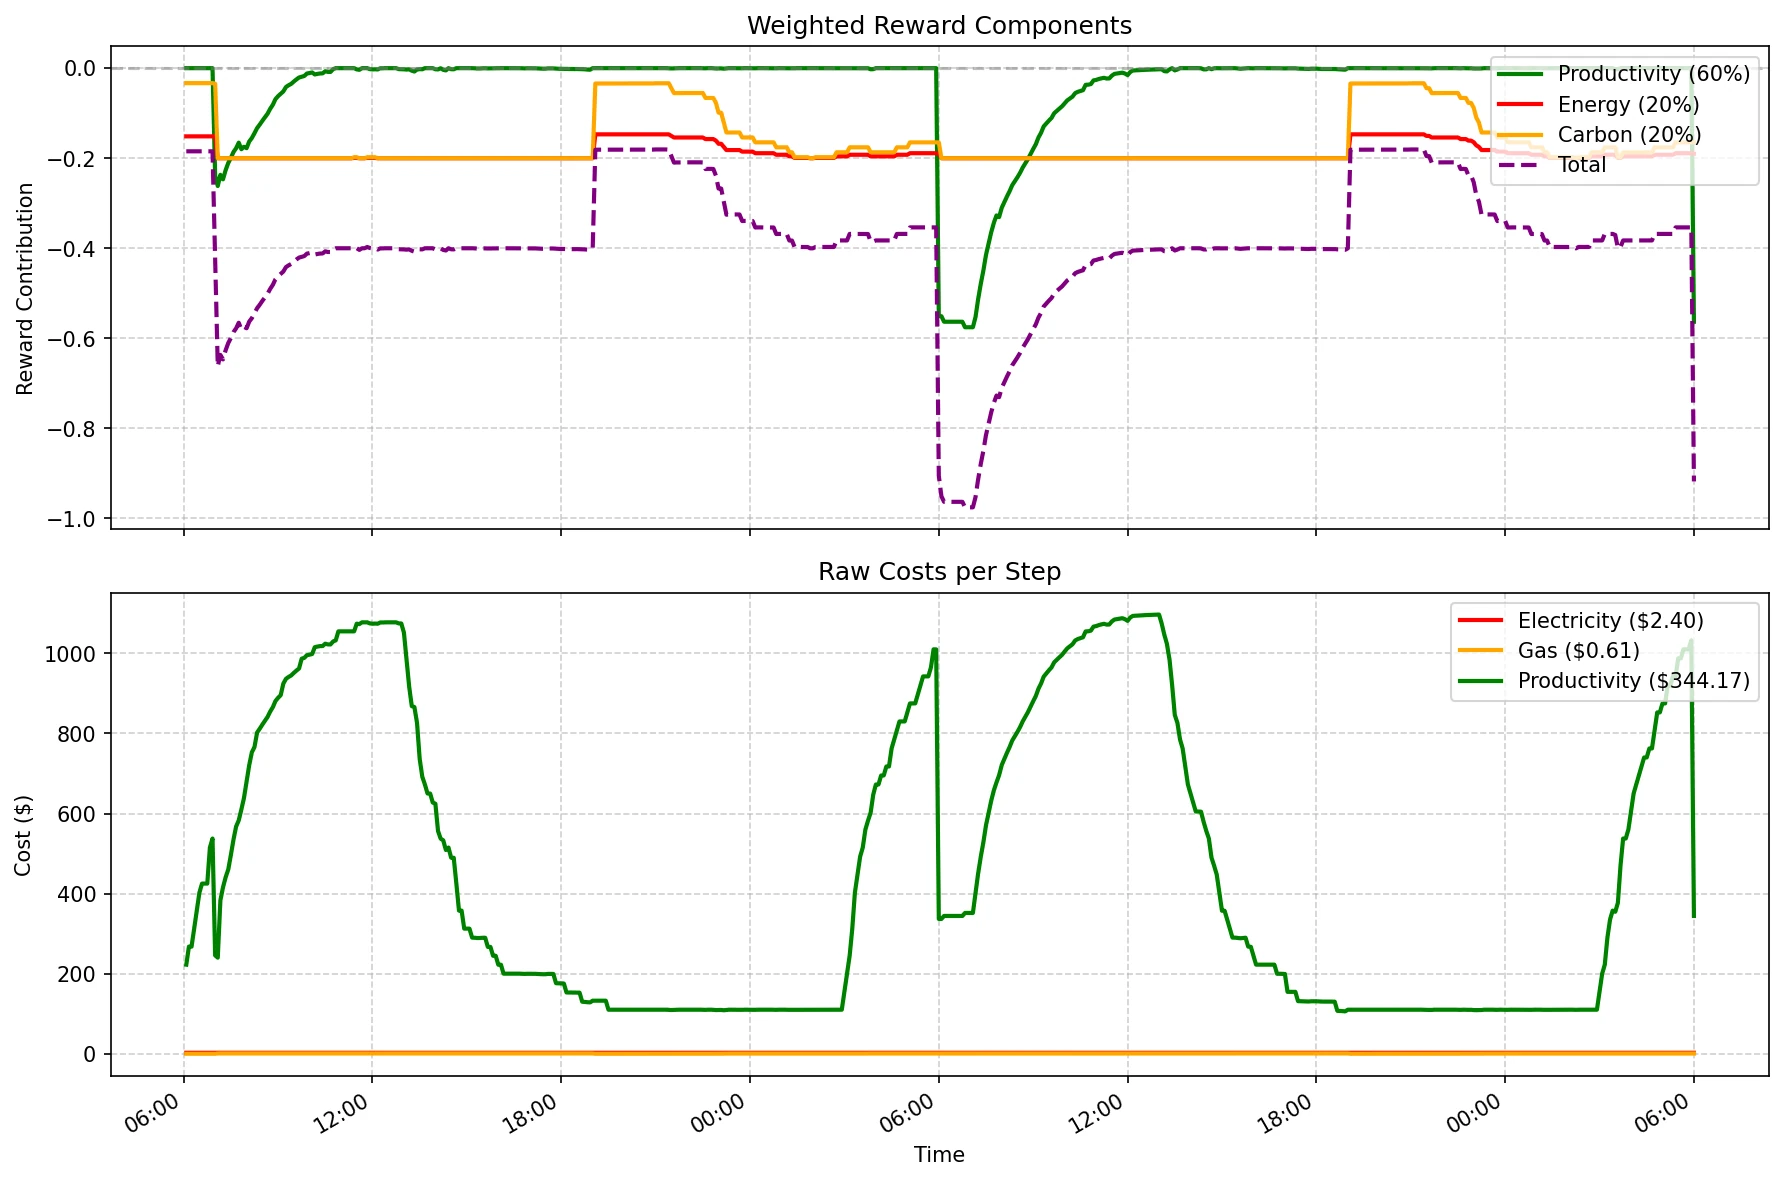 Weighted Reward Components
Reward Contribution
0.0
−0.2
−0.4
−0.6
−0.8
−1.0
Productivity (60%)
Energy (20%)
Carbon (20%)
Total
Raw Costs per Step
Cost ($)
1000
800
600
400
200
0
Electricity ($2.40)
Gas ($0.61)
Productivity ($344.17)
06:00 12:00 18:00 00:00 06:00 12:00 18:00 00:00 06:00
Time